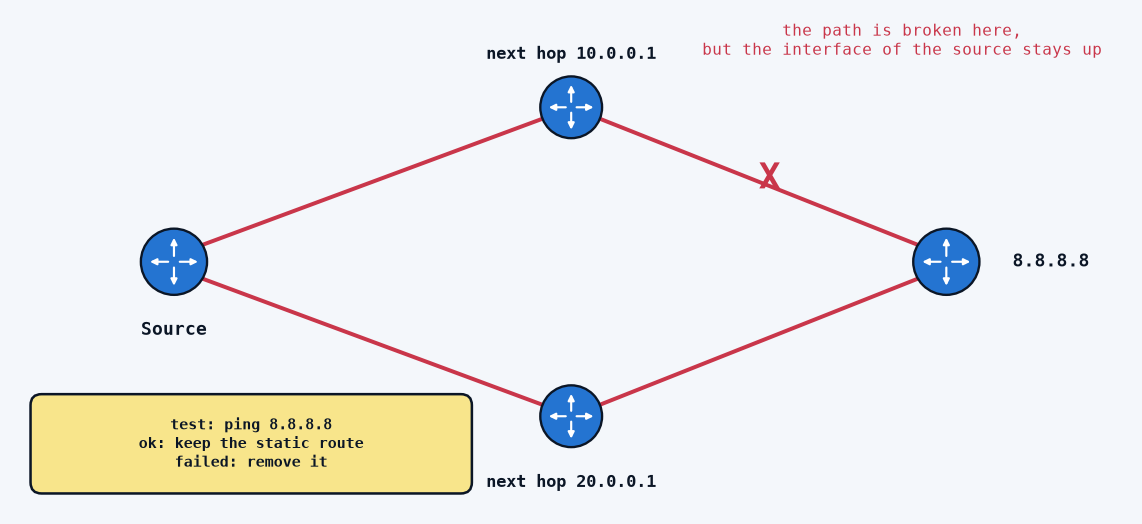 the path is broken here,
but the interface of the source stays up
next hop 10.0.0.1
X
8.8.8.8
Source
test: ping 8.8.8.8
ok: keep the static route
failed: remove it
next hop 20.0.0.1